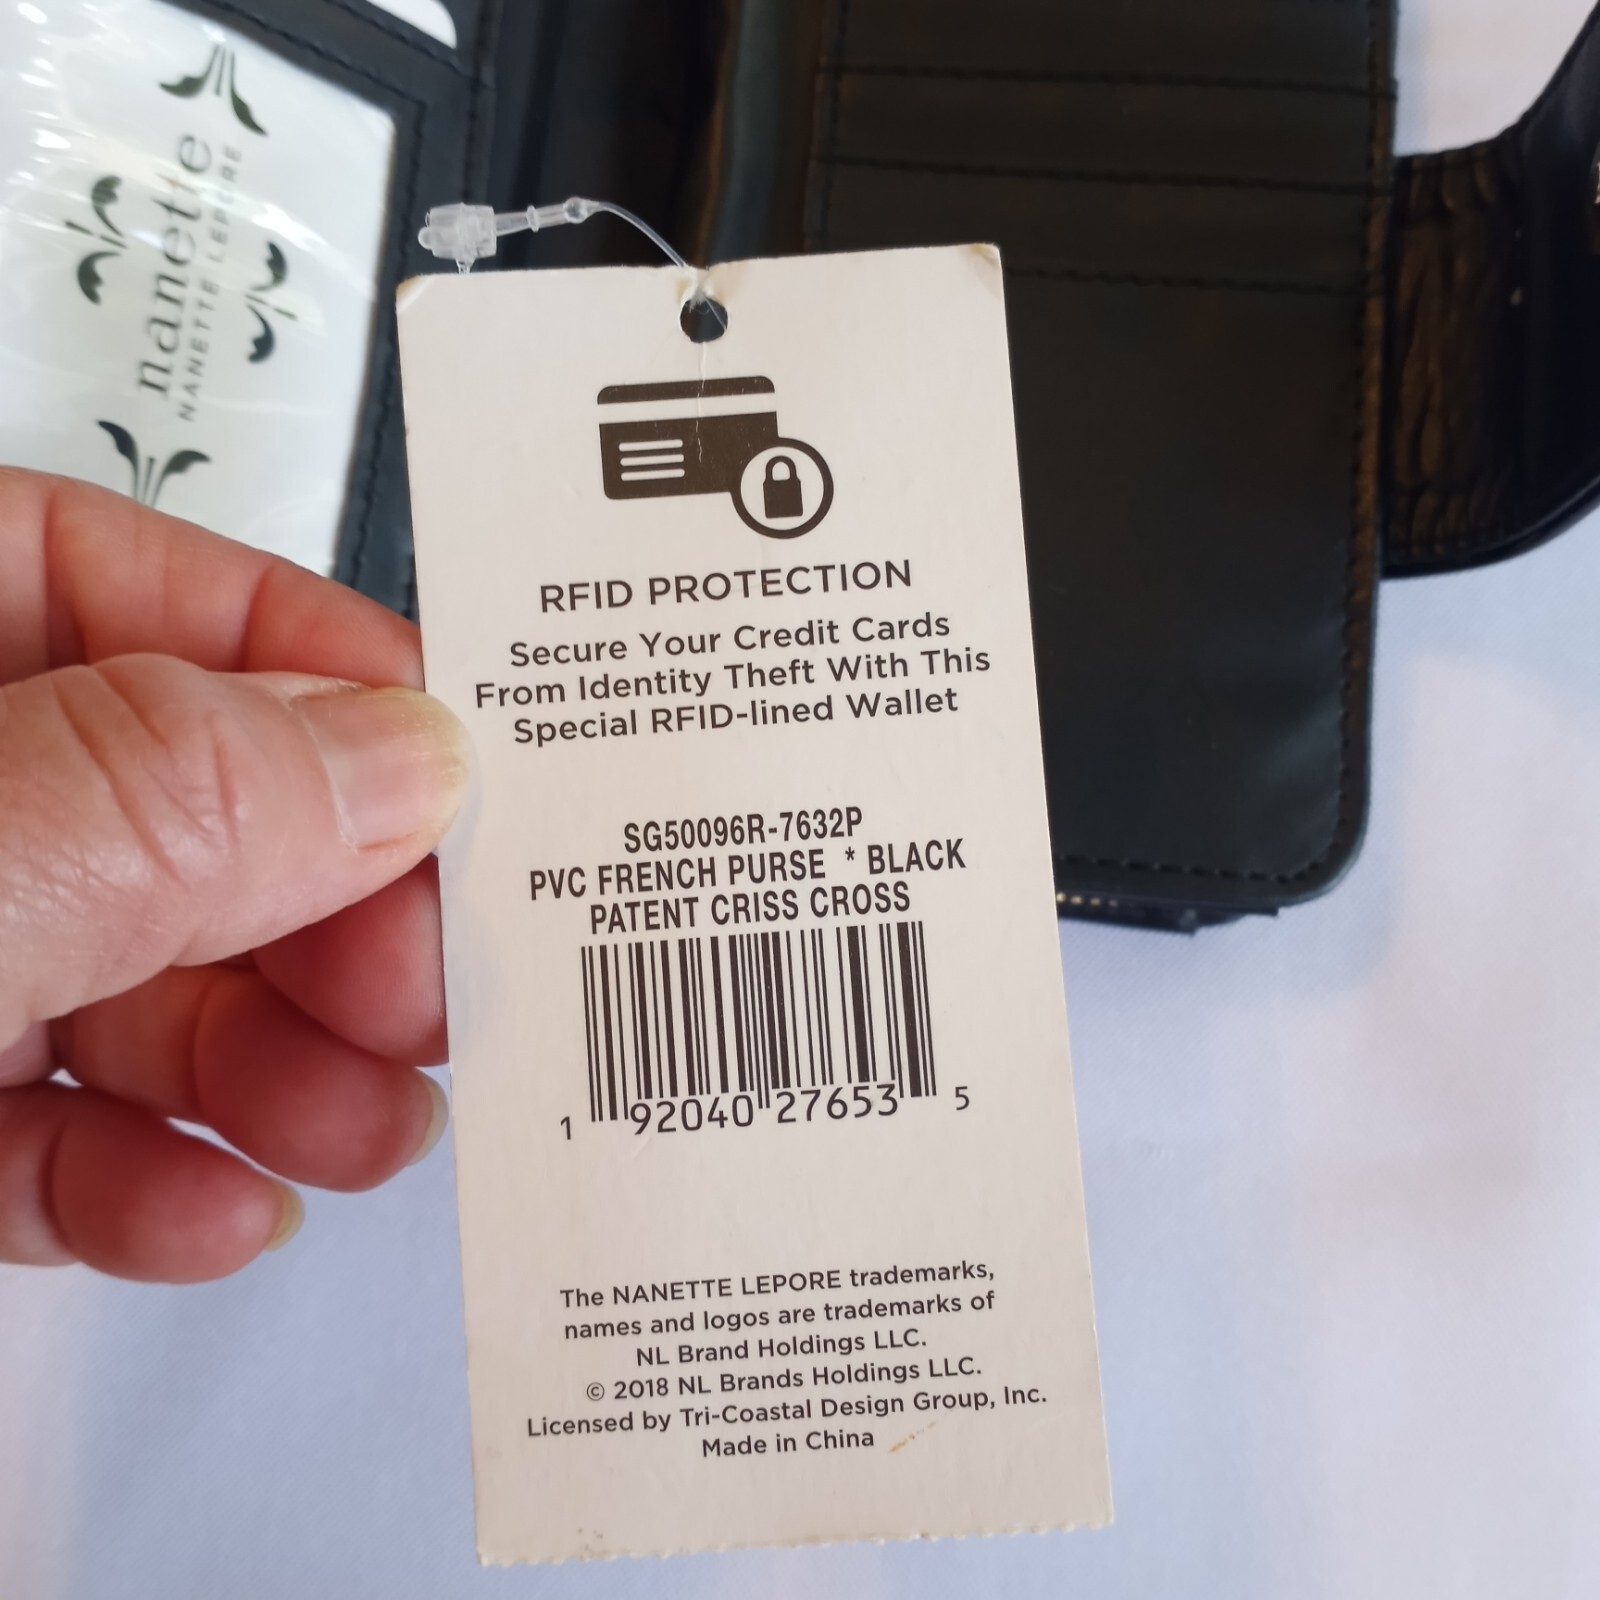 nanette
NANETTE LEPORE
RFID PROTECTION
Secure Your Credit Cards
From Identity Theft With This
Special RFID-lined Wallet
SG50096R-7632P
PVC FRENCH PURSE * BLACK
PATENT CRISS CROSS
1 92040 27653 5
The NANETTE LEPORE trademarks,
names and logos are trademarks of
NL Brand Holdings LLC.
© 2018 NL Brands Holdings LLC.
Licensed by Tri-Coastal Design Group, Inc.
Made in China